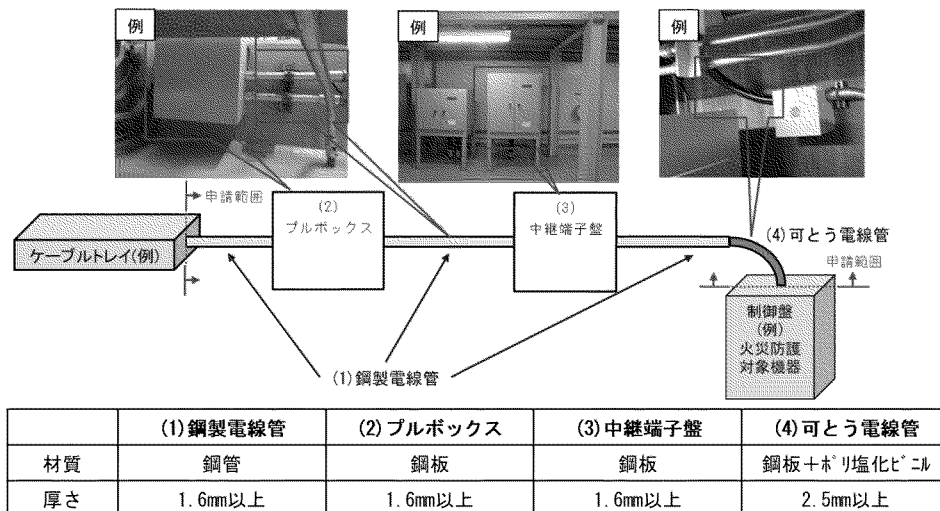 例
例
例
申請範囲
(2)
プルボックス
(3)
中継端子盤
(4)可とう電線管
申請範囲
ケーブルトレイ(例)
制御盤
(例)
火災防護
対象機器
(1)鋼製電線管
(1)鋼製電線管 (2)プルボックス (3)中継端子盤 (4)可とう電線管
材質 鋼管 鋼板 鋼板 鋼板+ポリ塩化ビニル
厚さ 1.6mm以上 1.6mm以上 1.6mm以上 2.5mm以上